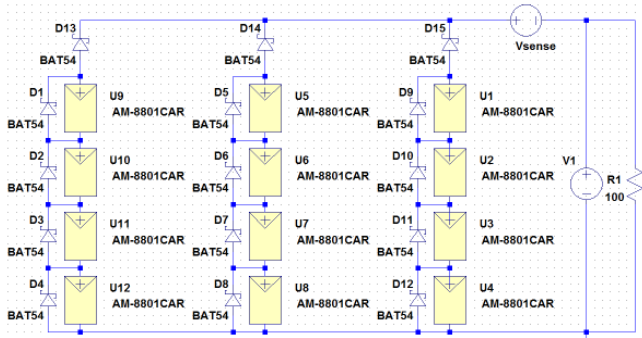 D13 D14 D15
BAT54 BAT54 BAT54
Vsense
D1 U9 D5 U5 D9 U1
BAT54 AM-8801CAR BAT54 AM-8801CAR BAT54 AM-8801CAR
D2 U10 D6 U6 D10 U2
BAT54 AM-8801CAR BAT54 AM-8801CAR BAT54 AM-8801CAR
V1 R1
100
D3 U11 D7 U7 D11 U3
BAT54 AM-8801CAR BAT54 AM-8801CAR BAT54 AM-8801CAR
D4 U12 D8 U8 D12 U4
BAT54 AM-8801CAR BAT54 AM-8801CAR BAT54 AM-8801CAR